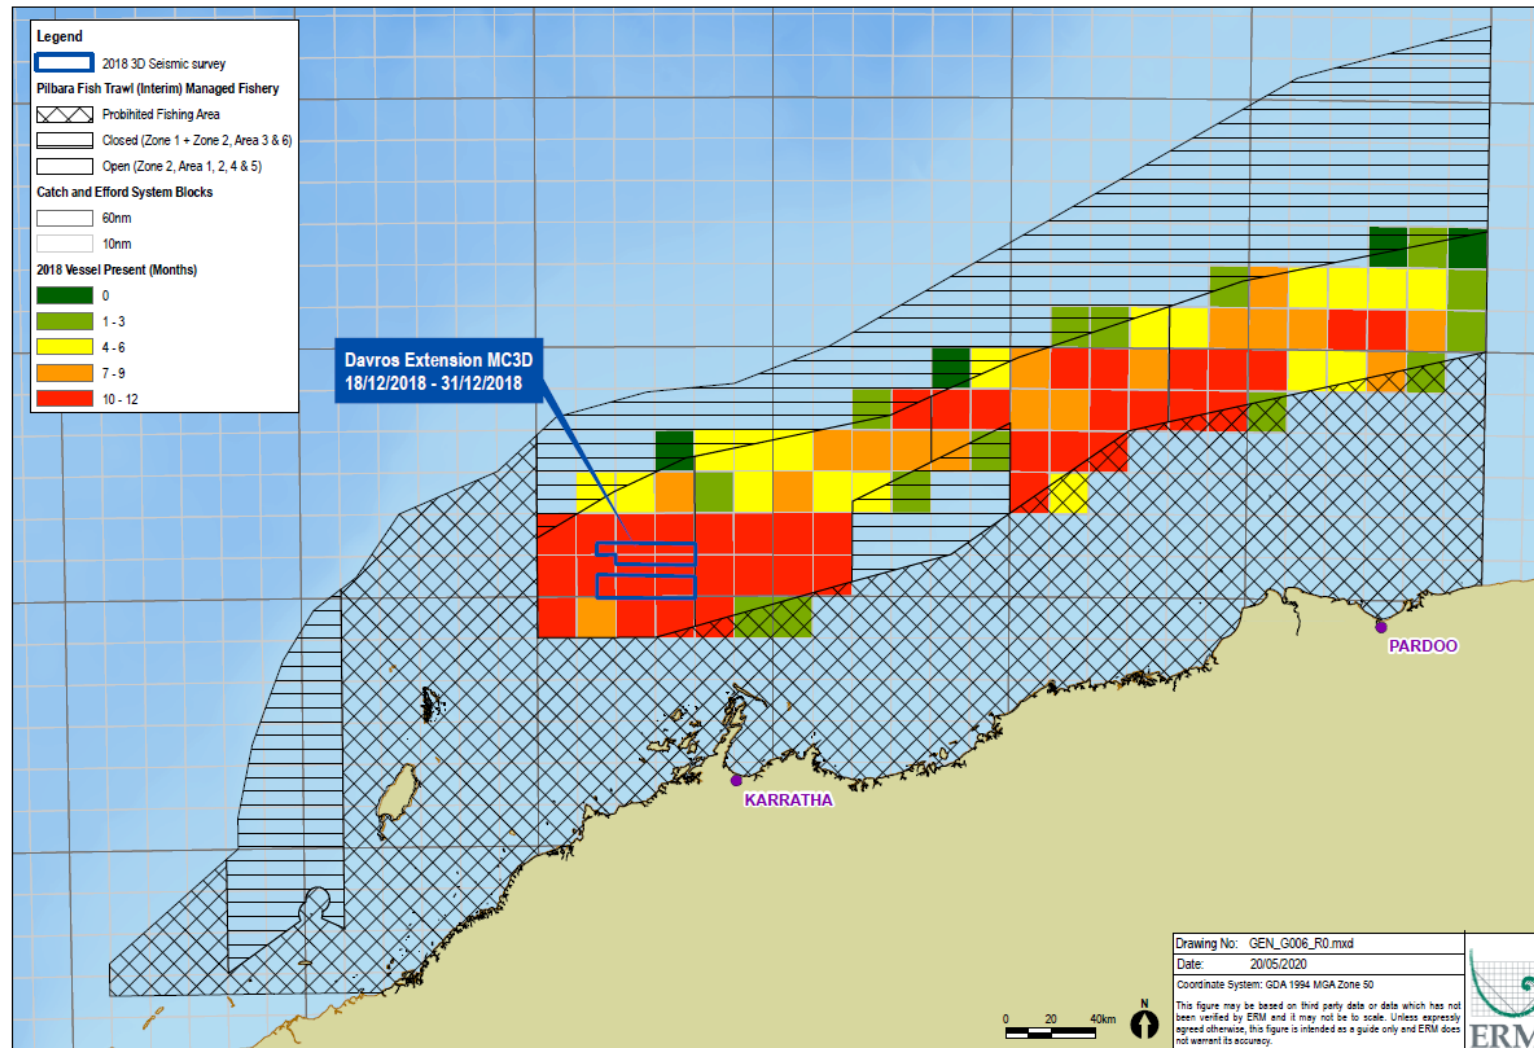 Legend
2018 3D Seismic survey
Pilbara Fish Trawl (Interim) Managed Fishery
Probihited Fishing Area
Closed (Zone 1 + Zone 2, Area 3 & 6)
Open (Zone 2, Area 1, 2, 4 & 5)
Catch and Efford System Blocks
60nm
10nm
2018 Vessel Present (Months)
0
1 - 3
4 - 6
7 - 9
10 - 12
Davros Extension MC3D
18/12/2018 - 31/12/2018
PARDOO
KARRATHA
0 20 40km
N
Drawing No: GEN_G006_R0.mxd
Date: 20/05/2020
Coordinate System: GDA 1994 MGA Zone 50
This figure may be based on third party data or data which has not
been verified by ERM and it may not be to scale. Unless expressly
agreed otherwise, this figure is intended as a guide only and ERM does
not warrant its accuracy.
ERM